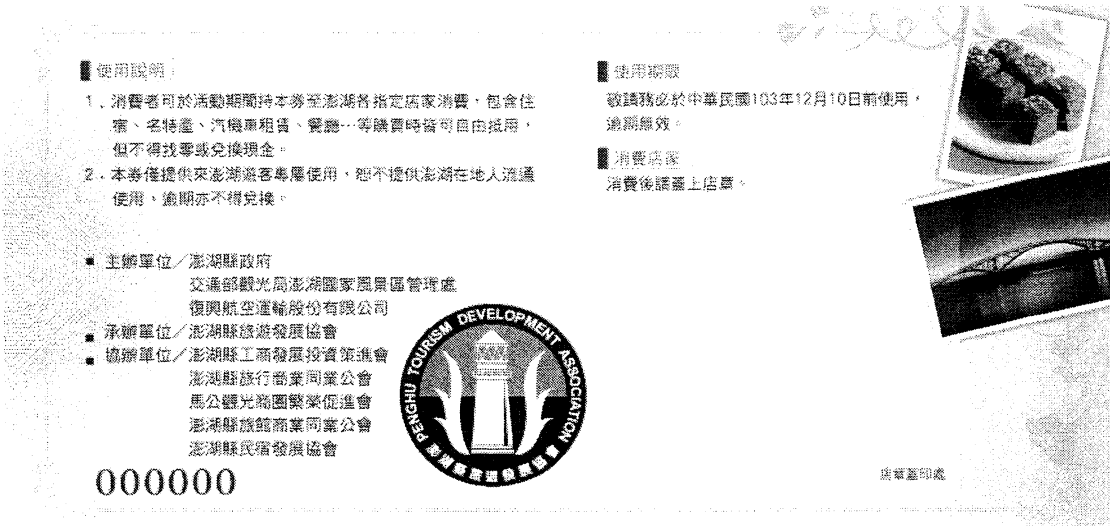 使用說明
1．消費者可於活動期間持本券至澎湖各指定店家消費，包含住
宿、名特產、汽機車租賃、餐廳…等購買時皆可自由抵用，
但不得找零或兌換現金。
2．本券僅提供來澎湖遊客專屬使用，恕不提供澎湖在地人流通
使用，逾期亦不得兌換。
主辦單位／澎湖縣政府
交通部觀光局澎湖國家風景區管理處
復興航空運輸股份有限公司
承辦單位／澎湖縣旅遊發展協會
協辦單位／澎湖縣工商發展投資策進會
澎湖縣旅行商業同業公會
馬公觀光商圈繁榮促進會
澎湖縣旅館商業同業公會
澎湖縣民宿發展協會
000000
PENGHU TOURISM DEVELOPMENT ASSOCIATION
澎湖縣旅遊發展協會
使用期限
敬請務必於中華民國103年12月10日前使用，
逾期無效。
消費店家
消費後請蓋上店章。
店章蓋印處